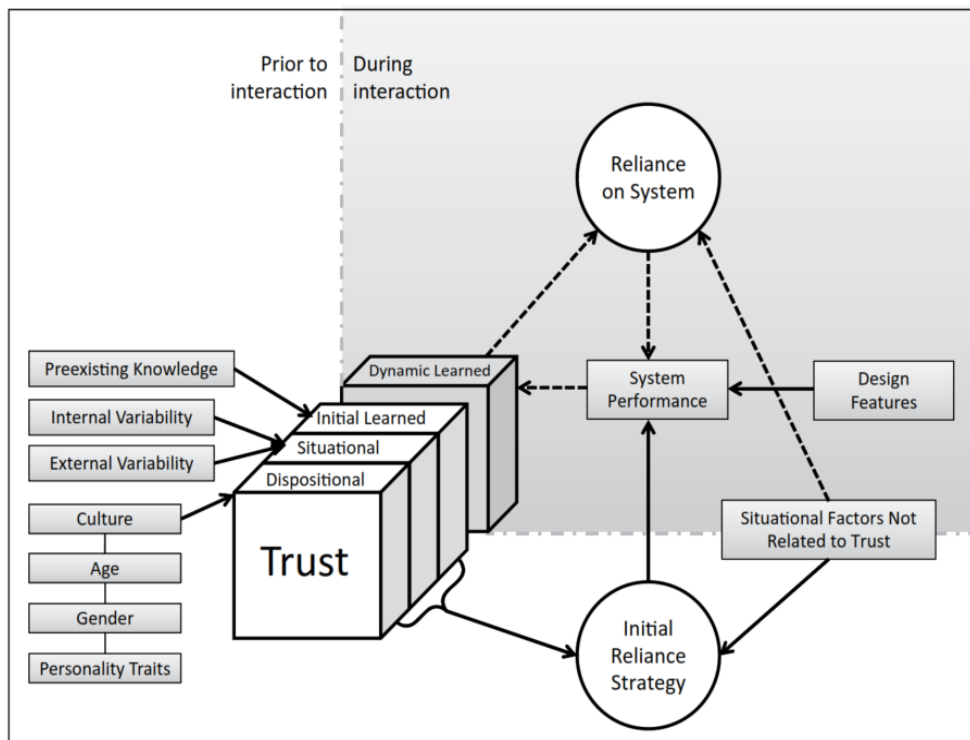 Prior to
interaction
During
interaction
Reliance
on System
Preexisting Knowledge
Internal Variability
External Variability
Culture
Age
Gender
Personality Traits
Dynamic Learned
Initial Learned
Situational
Dispositional
Trust
System
Performance
Design
Features
Situational Factors Not
Related to Trust
Initial
Reliance
Strategy